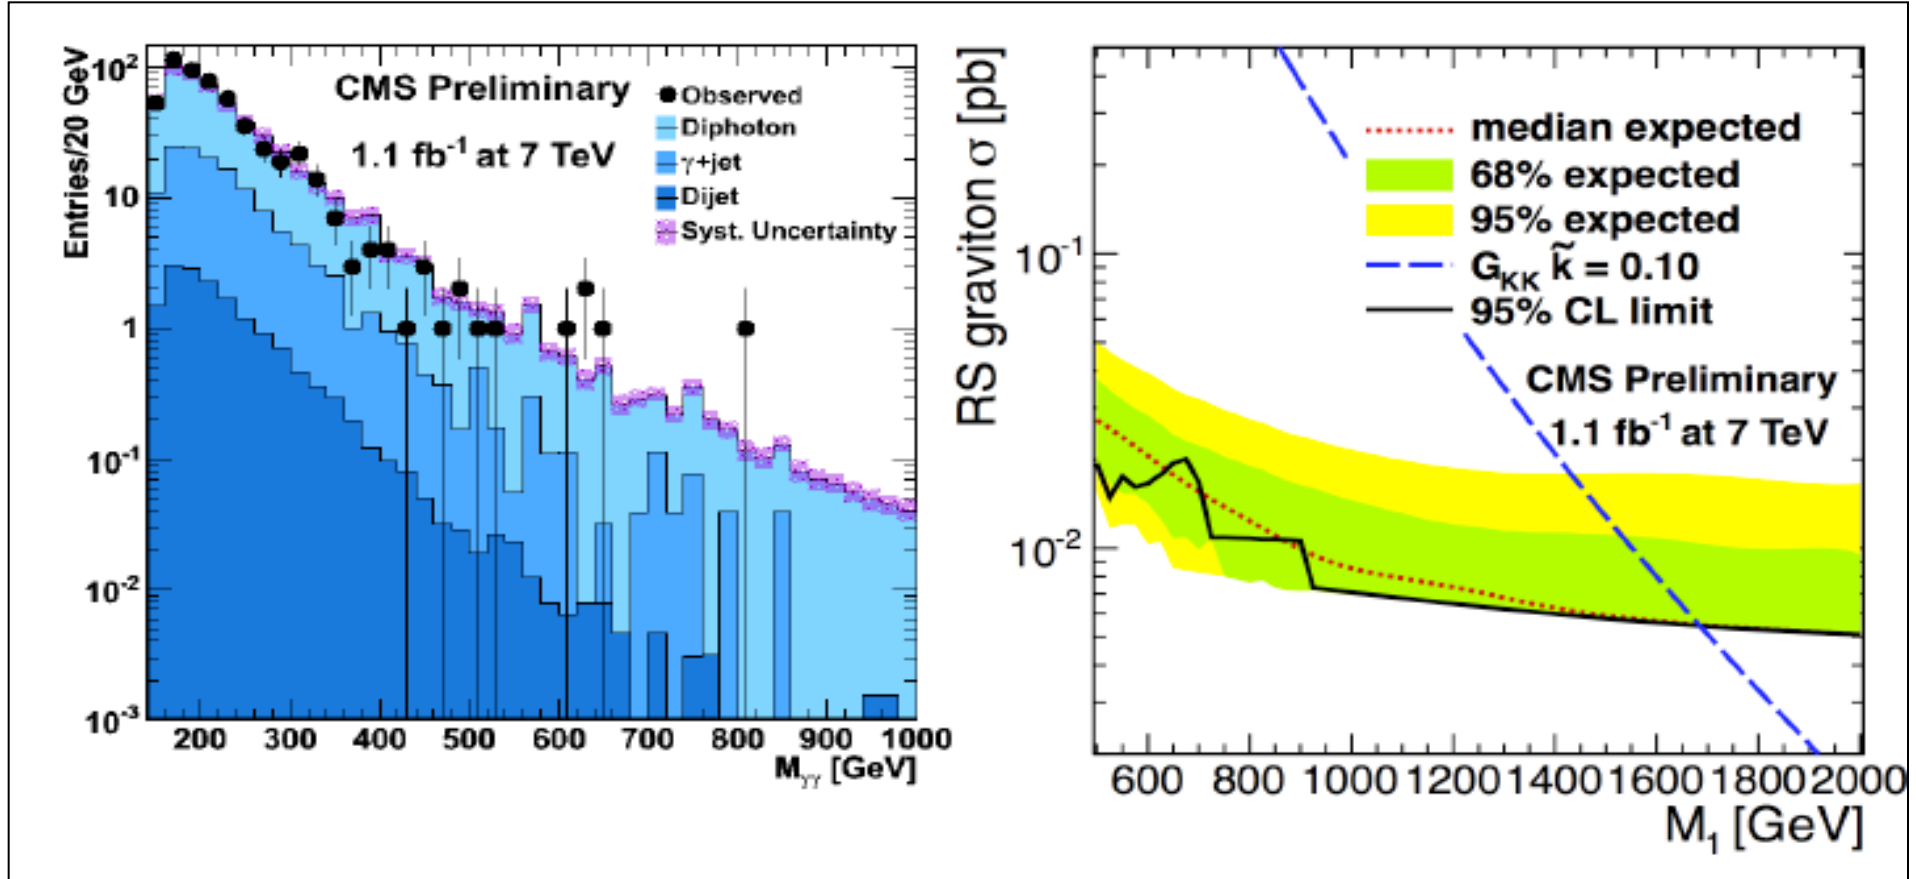 Entries/20 GeV
10²
10
1
10⁻¹
10⁻²
10⁻³
CMS Preliminary
1.1 fb⁻¹ at 7 TeV
Observed
Diphoton
γ+jet
Dijet
Syst. Uncertainty
200 300 400 500 600 700 800 900 1000
Mγγ [GeV]
RS graviton σ [pb]
10⁻¹
10⁻²
median expected
68% expected
95% expected
G_KK k̃ = 0.10
95% CL limit
CMS Preliminary
1.1 fb⁻¹ at 7 TeV
600 800 1000 1200 1400 1600 1800 2000
M₁ [GeV]